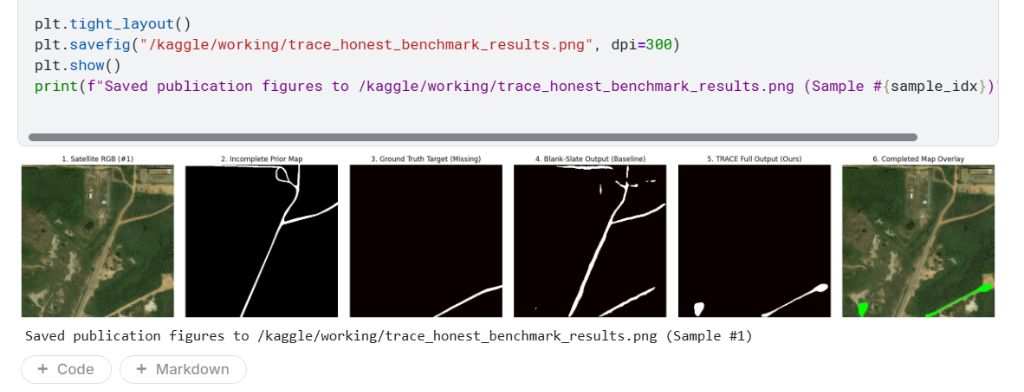 plt.tight_layout()
plt.savefig("/kaggle/working/trace_honest_benchmark_results.png", dpi=300)
plt.show()
print(f"Saved publication figures to /kaggle/working/trace_honest_benchmark_results.png (Sample #{sample_idx})"
1. Satellite RGB (#1) 2. Incomplete Prior Map 3. Ground Truth Target (Missing) 4. Blank-Slate Output (Baseline) 5. TRACE Full Output (Ours) 6. Completed Map Overlay
Saved publication figures to /kaggle/working/trace_honest_benchmark_results.png (Sample #1)
+ Code + Markdown